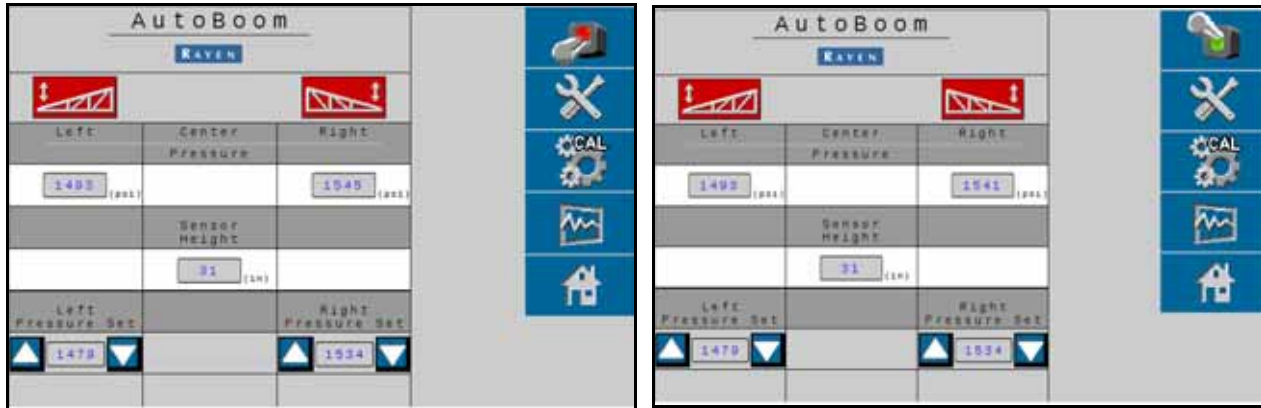 AutoBoom
RAVEN
CAL
Left Center Right
Pressure
1493 (psi) 1545 (psi)
Sensor
Height
31 (in)
Left Right
Pressure Set Pressure Set
1479 1534
AutoBoom
RAVEN
CAL
Left Center Right
Pressure
1493 (psi) 1541 (psi)
Sensor
Height
31 (in)
Left Right
Pressure Set Pressure Set
1479 1534